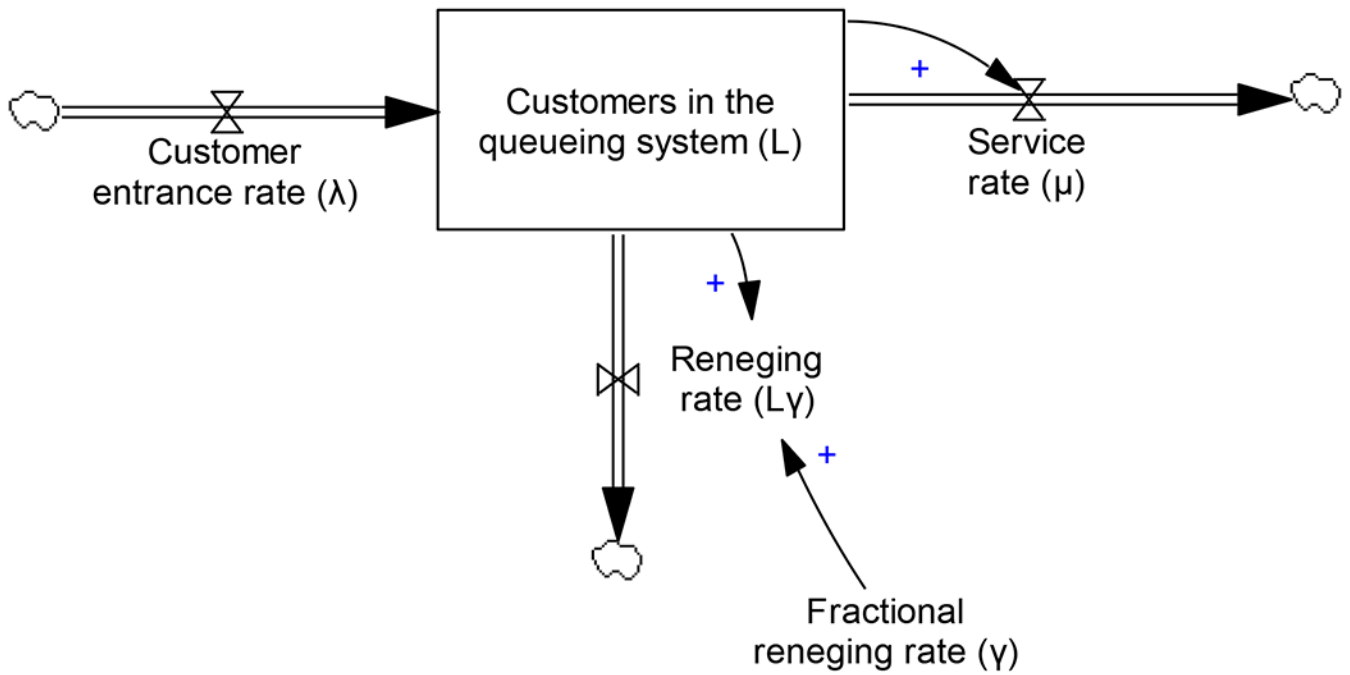 +
Customers in the
queueing system (L)
Customer
entrance rate (λ)
Service
rate (μ)
+
Reneging
rate (Lγ)
+
Fractional
reneging rate (γ)